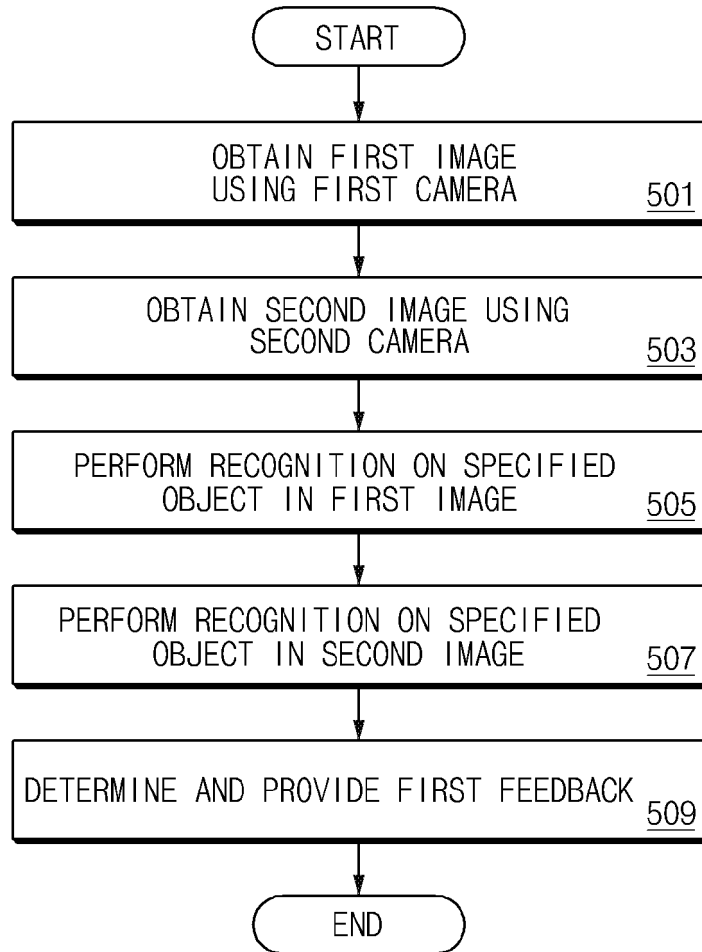 START
OBTAIN FIRST IMAGE
USING FIRST CAMERA
501
OBTAIN SECOND IMAGE USING
SECOND CAMERA
503
PERFORM RECOGNITION ON SPECIFIED
OBJECT IN FIRST IMAGE
505
PERFORM RECOGNITION ON SPECIFIED
OBJECT IN SECOND IMAGE
507
DETERMINE AND PROVIDE FIRST FEEDBACK
509
END